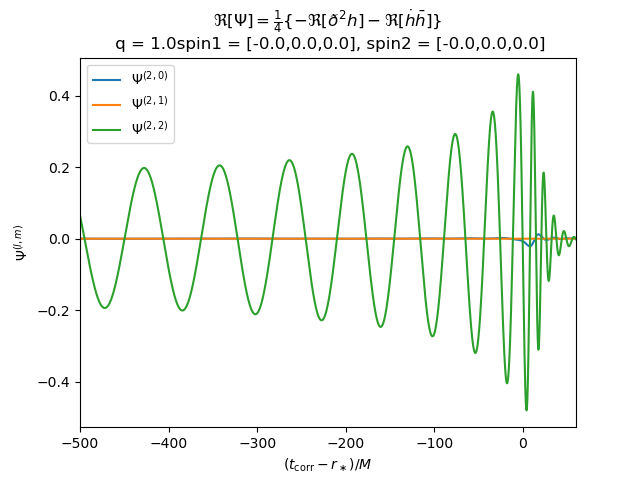 ℜ[Ψ] = 1/4{−ℜ[ð²h] − ℜ[ḣh̄]}
q = 1.0spin1 = [-0.0,0.0,0.0], spin2 = [-0.0,0.0,0.0]
Ψ^(2,0)
Ψ^(2,1)
Ψ^(2,2)
0.4
0.2
0.0
−0.2
−0.4
Ψ^(l,m)
−500
−400
−300
−200
−100
0
(t_corr − r_*)/M